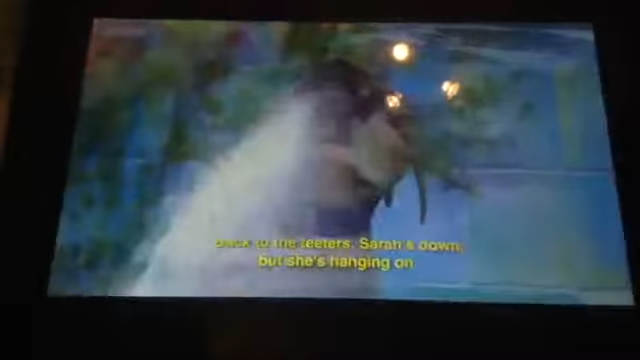 back to the teeters. Sarah's down,
but she's hanging on